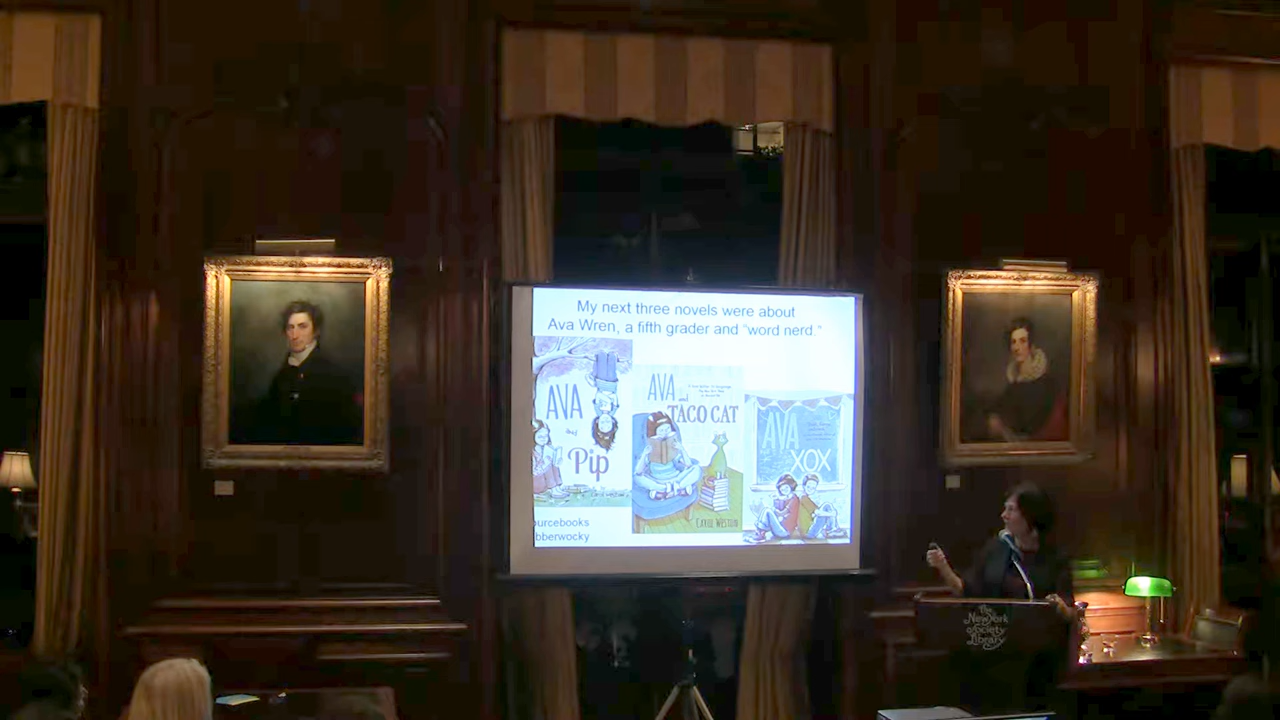 My next three novels were about
Ava Wren, a fifth grader and "word nerd."
AVA
and
Pip
AVA
and
TACO CAT
CAROL WESTON
AVA
XOX
ourcebooks
bberwocky
The
New York
Society
Library